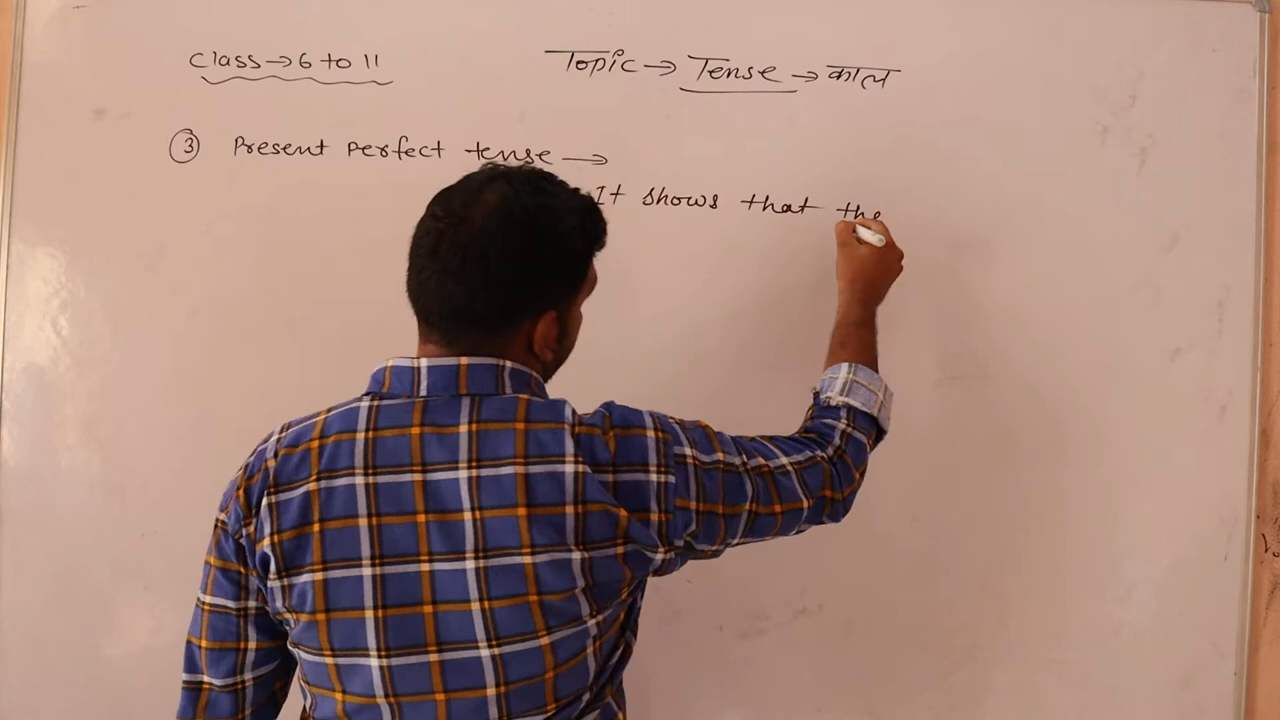 class→6 to 11
Topic→Tense→काल
③ Present Perfect tense→
It shows that the